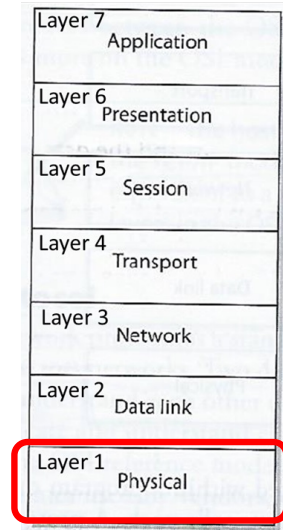 Layer 7
Application
Layer 6
Presentation
Layer 5
Session
Layer 4
Transport
Layer 3
Network
Layer 2
Data link
Layer 1
Physical